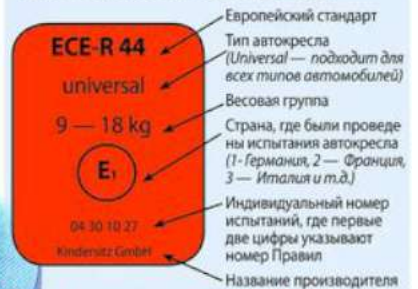 ECE-R 44
universal
9 — 18 kg
E1
04 30 10 27
Kindersitz GmbH
Европейский стандарт
Тип автокресла
(Universal — подходит для
всех типов автомобилей)
Весовая группа
Страна, где были проведе
ны испытания автокресла
(1- Германия, 2 — Франция,
3 — Италия и т.д.)
Индивидуальный номер
испытаний, где первые
две цифры указывают
номер Правил
Название производителя